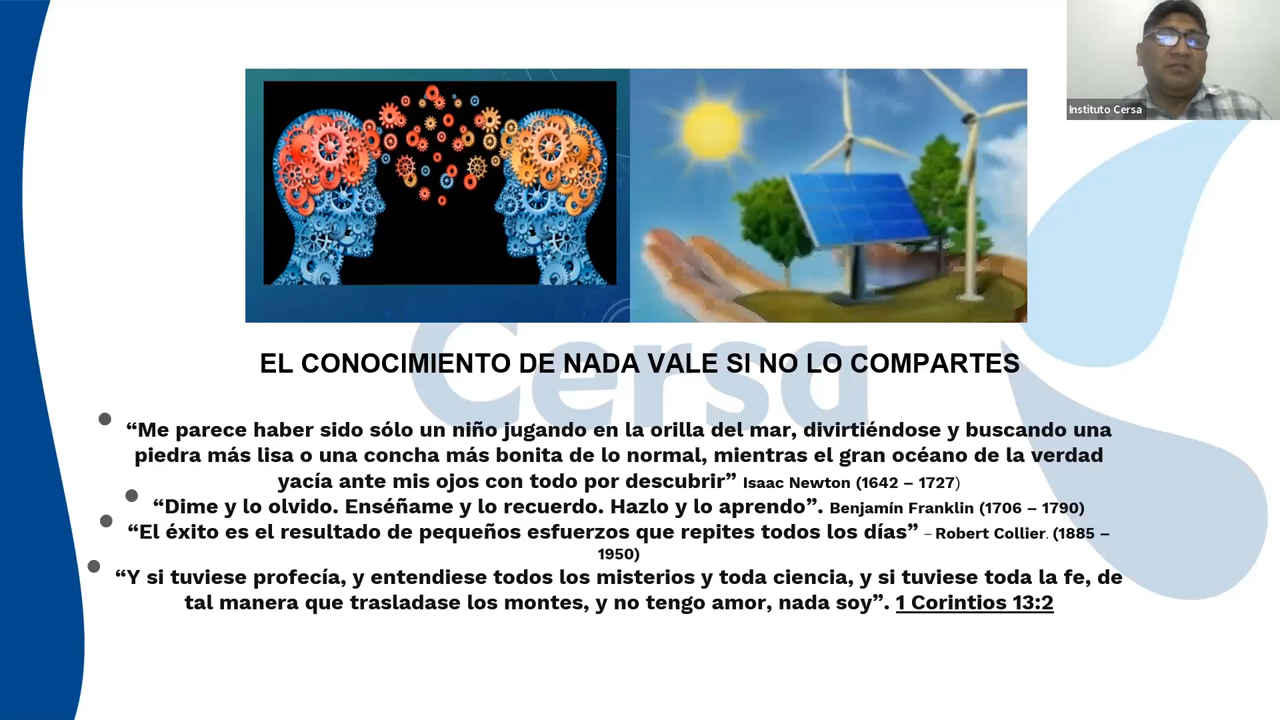 Instituto Cersa
Cersa
EL CONOCIMIENTO DE NADA VALE SI NO LO COMPARTES
“Me parece haber sido sólo un niño jugando en la orilla del mar, divirtiéndose y buscando una
piedra más lisa o una concha más bonita de lo normal, mientras el gran océano de la verdad
yacía ante mis ojos con todo por descubrir” Isaac Newton (1642 – 1727)
“Dime y lo olvido. Enséñame y lo recuerdo. Hazlo y lo aprendo”. Benjamín Franklin (1706 – 1790)
“El éxito es el resultado de pequeños esfuerzos que repites todos los días” – Robert Collier. (1885 –
1950)
“Y si tuviese profecía, y entendiese todos los misterios y toda ciencia, y si tuviese toda la fe, de
tal manera que trasladase los montes, y no tengo amor, nada soy”. 1 Corintios 13:2